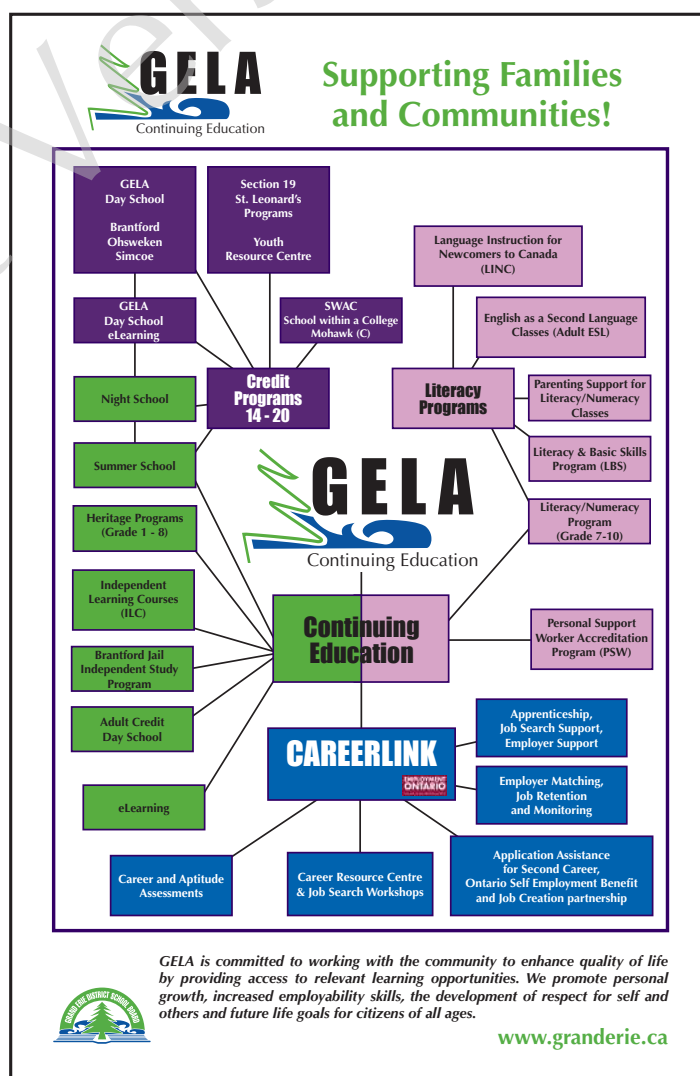 GELA
Continuing Education
Supporting Families
and Communities!
GELA
Day School
Brantford
Ohsweken
Simcoe
Section 19
St. Leonard's
Programs
Youth
Resource Centre
Language Instruction for
Newcomers to Canada
(LINC)
GELA
Day School
eLearning
SWAC
School within a College
Mohawk (C)
English as a Second Language
Classes (Adult ESL)
Night School
Credit
Programs
14 - 20
Literacy
Programs
Parenting Support for
Literacy/Numeracy
Classes
Summer School
Literacy & Basic Skills
Program (LBS)
GELA
Continuing Education
Heritage Programs
(Grade 1 - 8)
Literacy/Numeracy
Program
(Grade 7-10)
Independent
Learning Courses
(ILC)
Continuing
Education
Personal Support
Worker Accreditation
Program (PSW)
Brantford Jail
Independent Study
Program
Adult Credit
Day School
Apprenticeship,
Job Search Support,
Employer Support
CAREERLINK
EMPLOYMENT
ONTARIO
Employer Matching,
Job Retention
and Monitoring
eLearning
Career and Aptitude
Assessments
Career Resource Centre
& Job Search Workshops
Application Assistance
for Second Career,
Ontario Self Employment Benefit
and Job Creation partnership
GELA is committed to working with the community to enhance quality of life
by providing access to relevant learning opportunities. We promote personal
growth, increased employability skills, the development of respect for self and
others and future life goals for citizens of all ages.
GRAND ERIE DISTRICT SCHOOL BOARD
www.granderie.ca